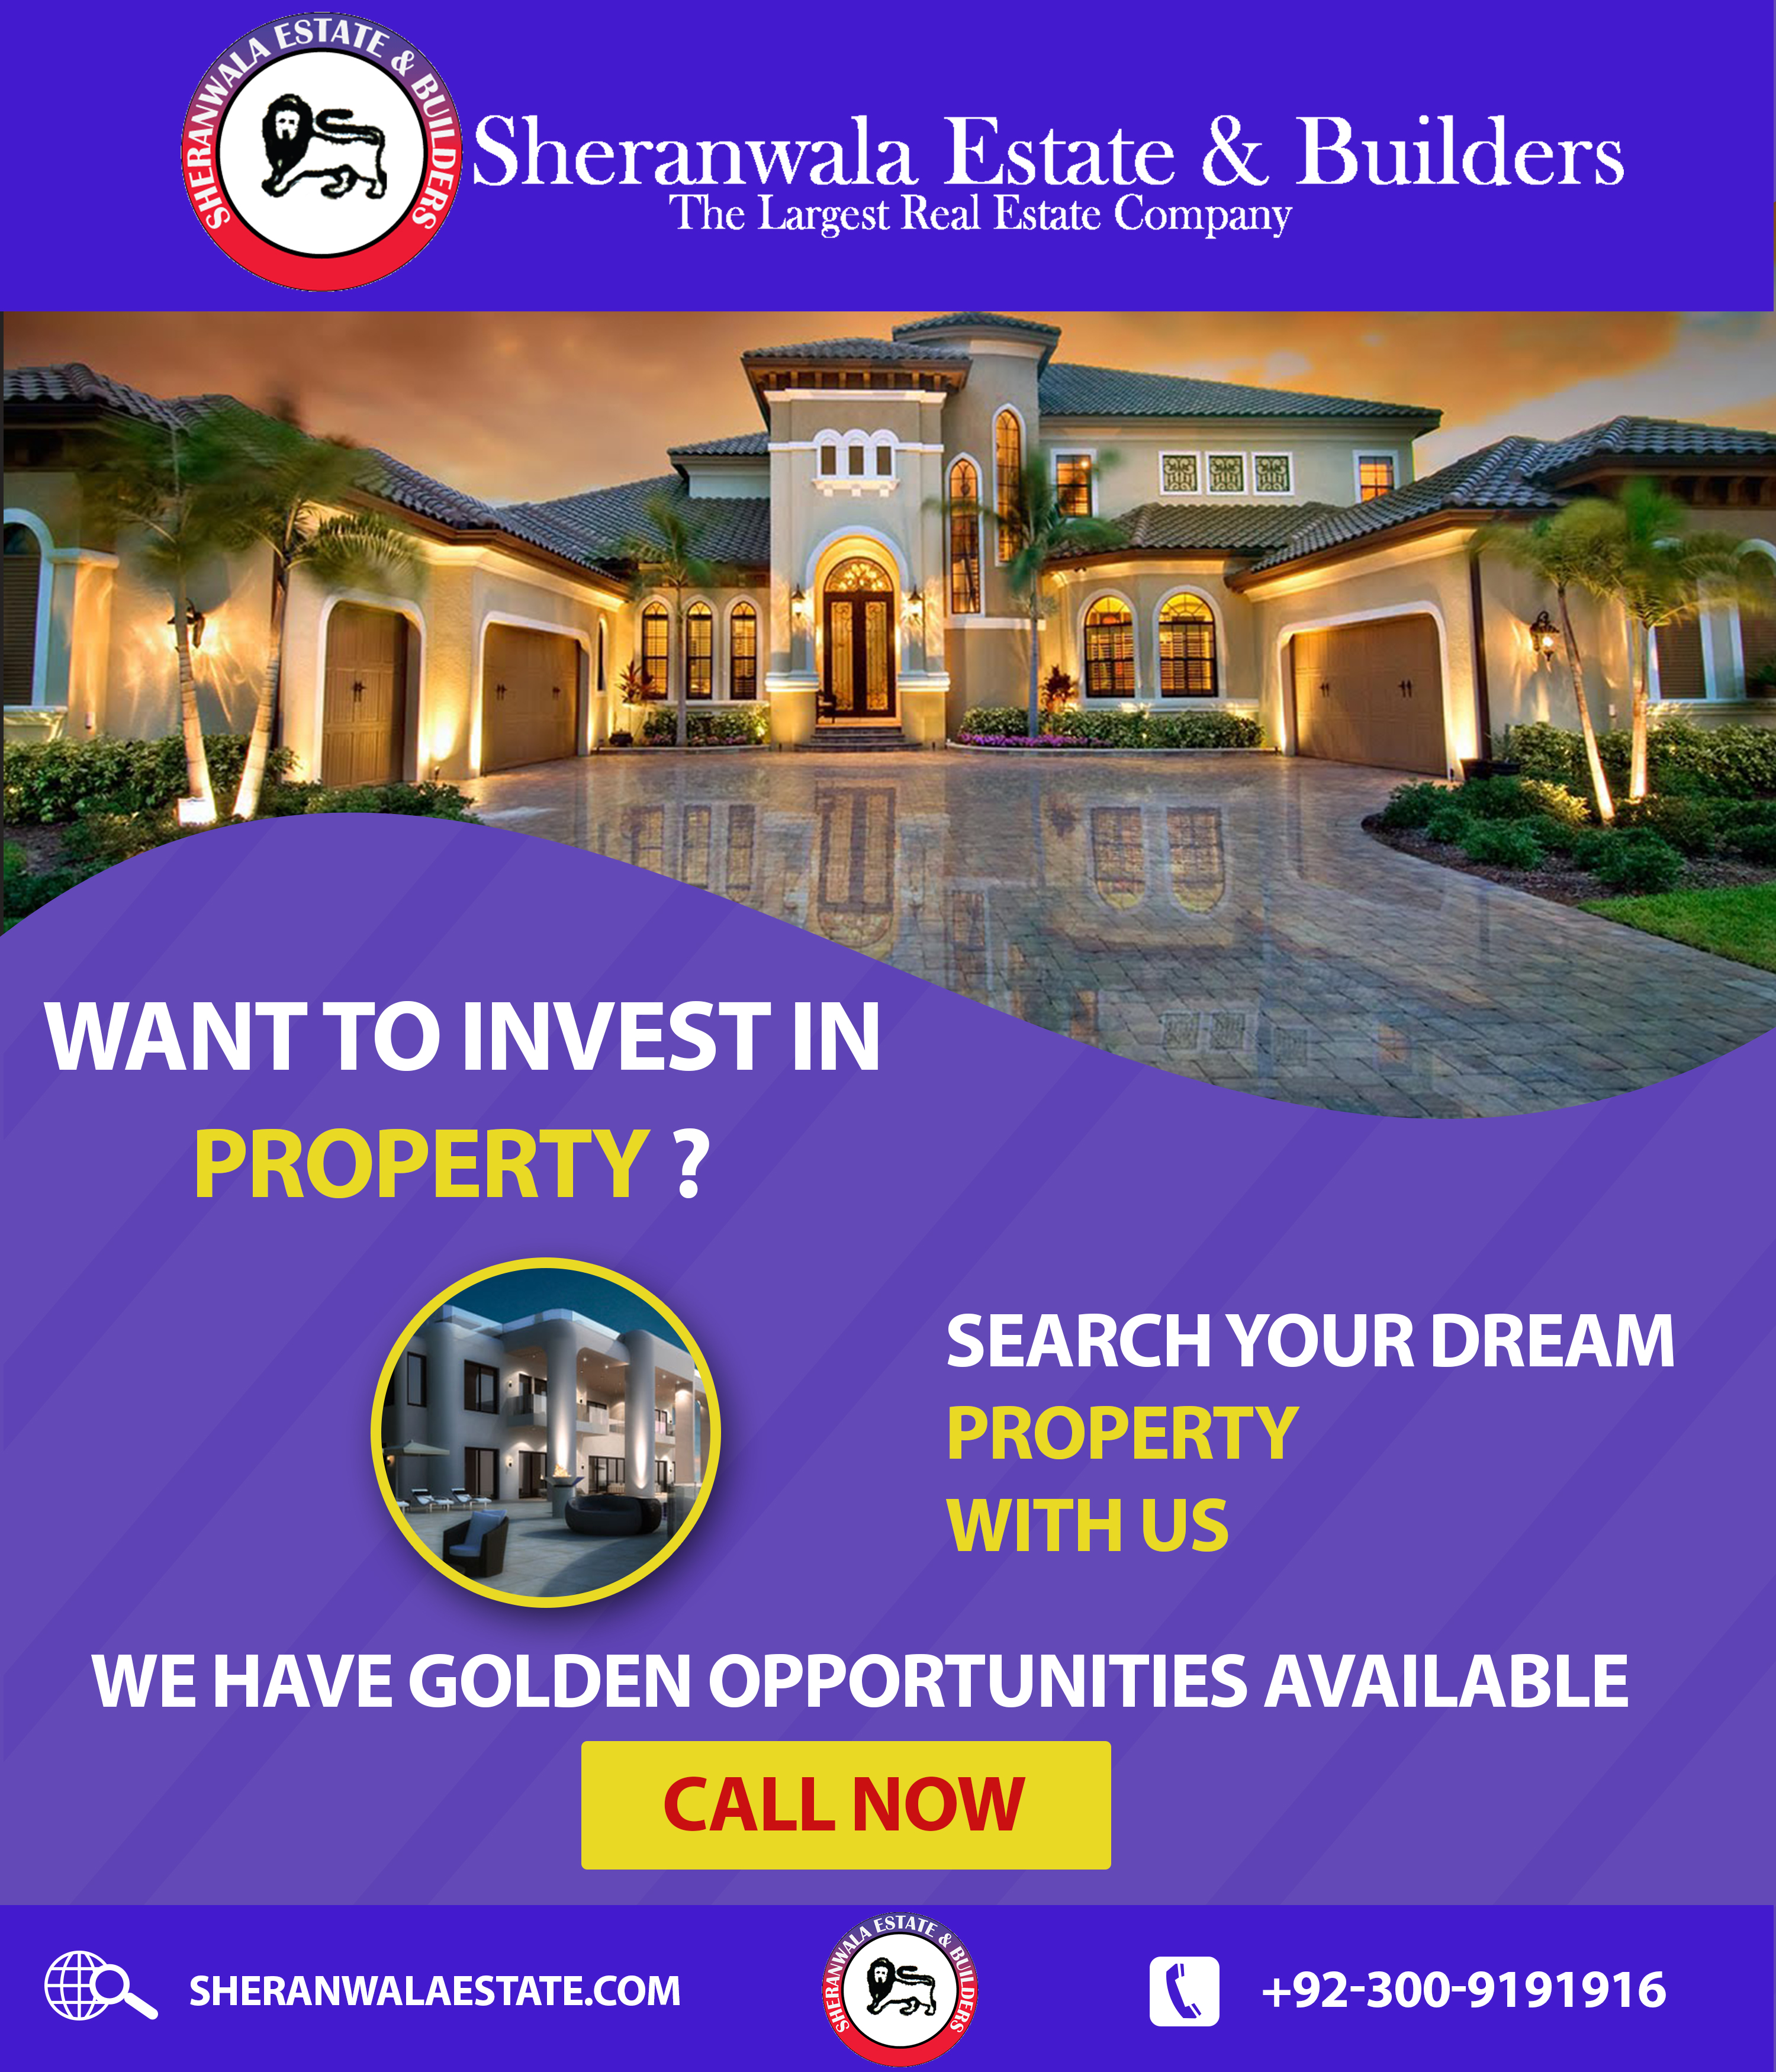 SHERANWALA ESTATE & BUILDERS
Sheranwala Estate & Builders
The Largest Real Estate Company
WANT TO INVEST IN
PROPERTY ?
SEARCH YOUR DREAM
PROPERTY
WITH US
WE HAVE GOLDEN OPPORTUNITIES AVAILABLE
CALL NOW
SHERANWALAESTATE.COM
SHERANWALA ESTATE & BUILDERS
+92-300-9191916